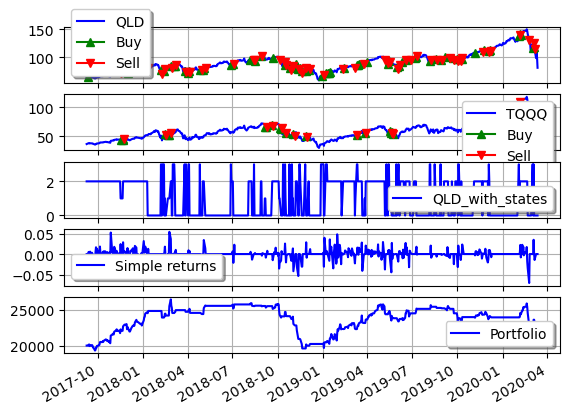 150
100
QLD
Buy
Sell
100
50
TQQQ
Buy
Sell
2
0
QLD_with_states
0.05
0.00
−0.05
Simple returns
25000
20000
Portfolio
2017-10
2018-01
2018-04
2018-07
2018-10
2019-01
2019-04
2019-07
2019-10
2020-01
2020-04